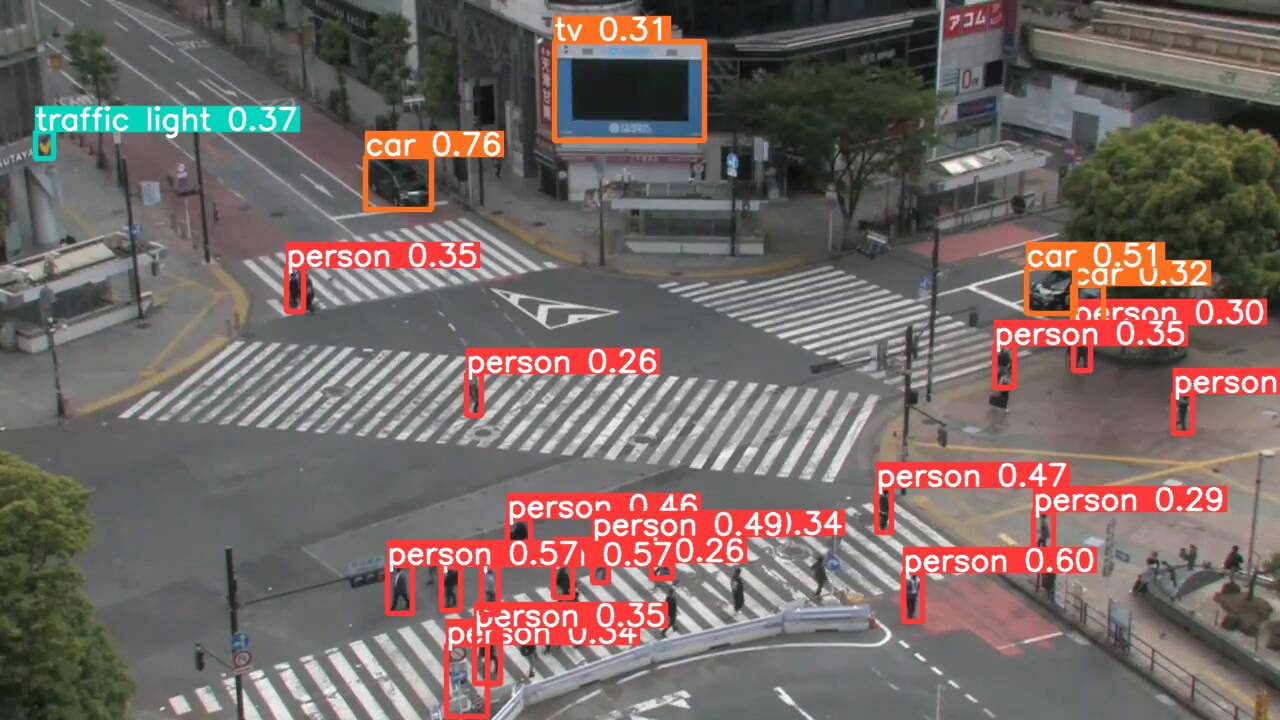 tv 0.31
アコム
traffic light 0.37
car 0.76
person 0.35
car 0.51
car 0.32
person 0.30
person 0.35
person 0.26
person
person 0.47
person 0.29
person 0.46
person 0.49
0.34
person 0.57
0.57
0.26
person 0.60
person 0.35
person 0.34